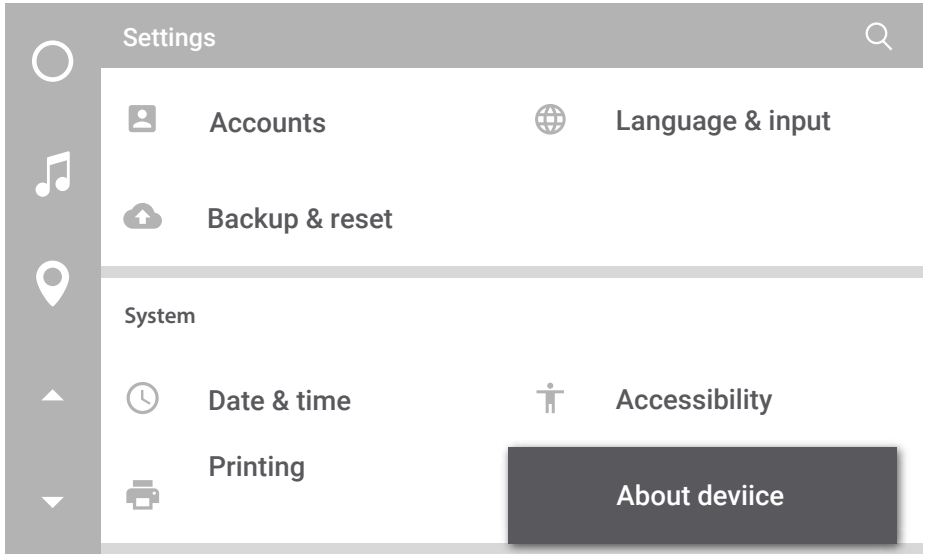 Settings
Accounts
Language & input
Backup & reset
System
Date & time
Accessibility
Printing
About deviice